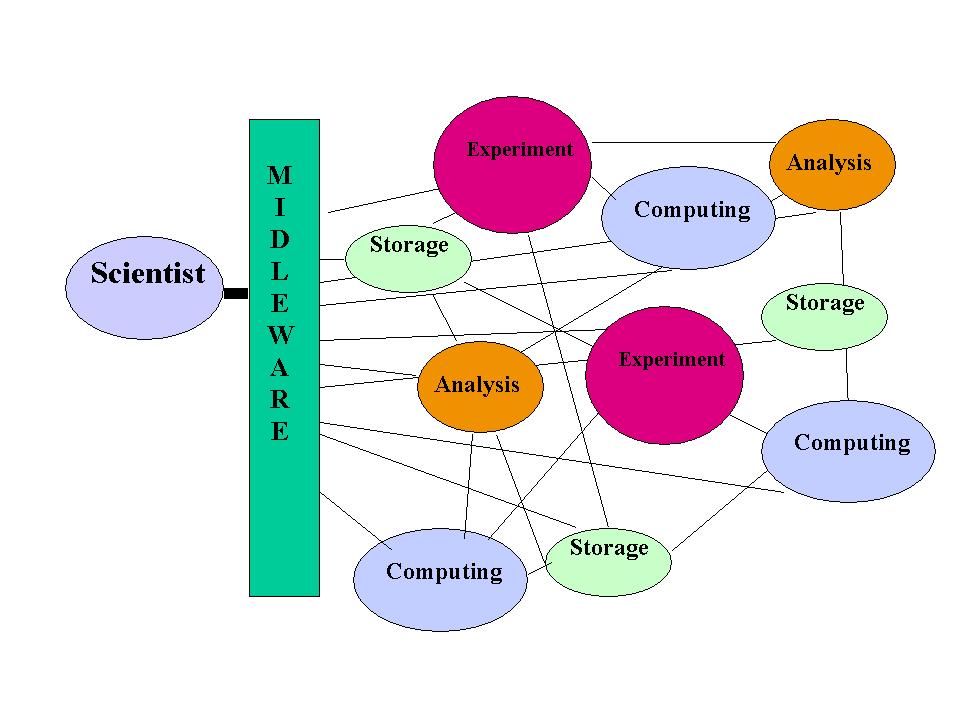 Scientist
M
I
D
L
E
W
A
R
E
Experiment
Analysis
Computing
Storage
Storage
Experiment
Analysis
Computing
Storage
Computing